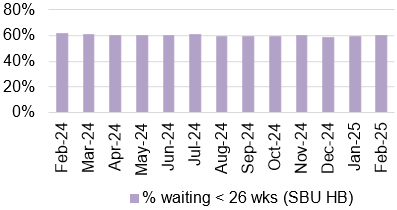 80%
60%
40%
20%
0%
Feb-24
Mar-24
Apr-24
May-24
Jun-24
Jul-24
Aug-24
Sep-24
Oct-24
Nov-24
Dec-24
Jan-25
Feb-25
% waiting < 26 wks (SBU HB)